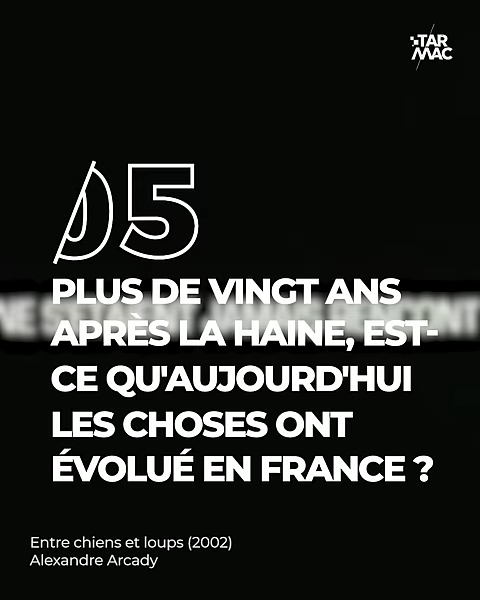 TAR
MAC
05
PLUS DE VINGT ANS
APRÈS LA HAINE, EST-
CE QU'AUJOURD'HUI
LES CHOSES ONT
ÉVOLUÉ EN FRANCE ?
Entre chiens et loups (2002)
Alexandre Arcady